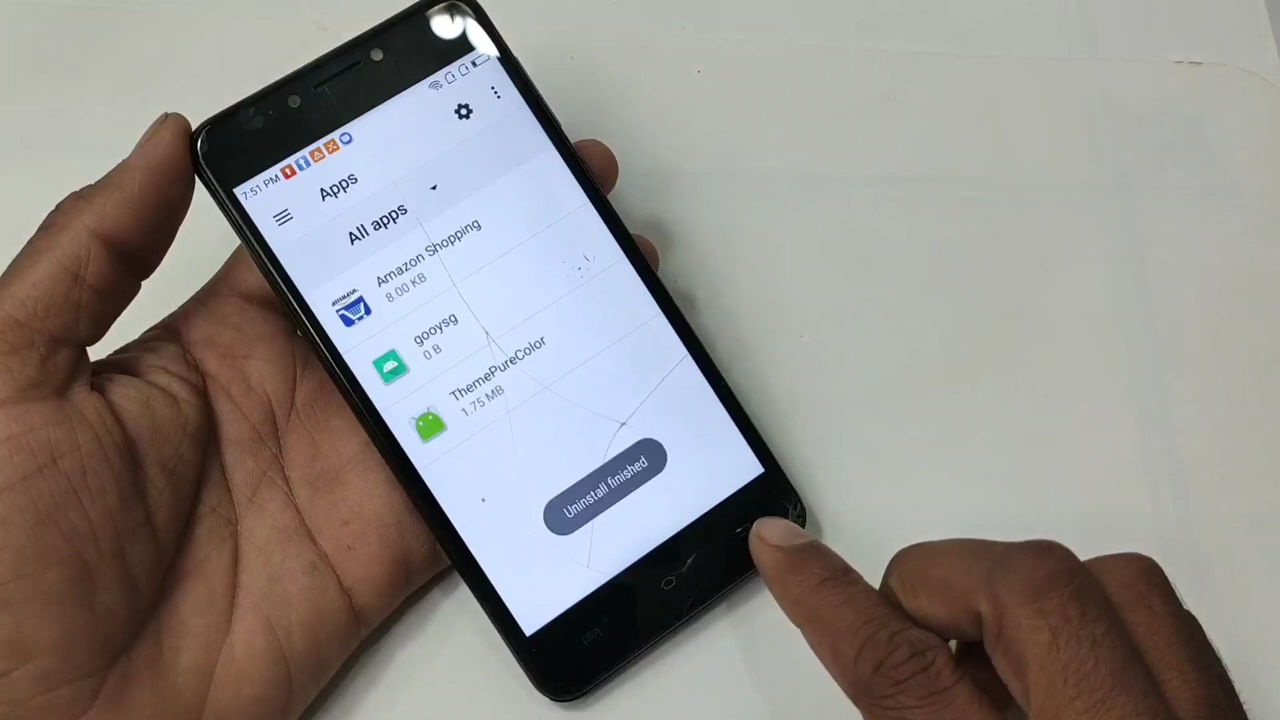 7:51 PM
Apps
All apps
Amazon Shopping
8.00 KB
gooysg
0 B
ThemePureColor
1.75 MB
Uninstall finished